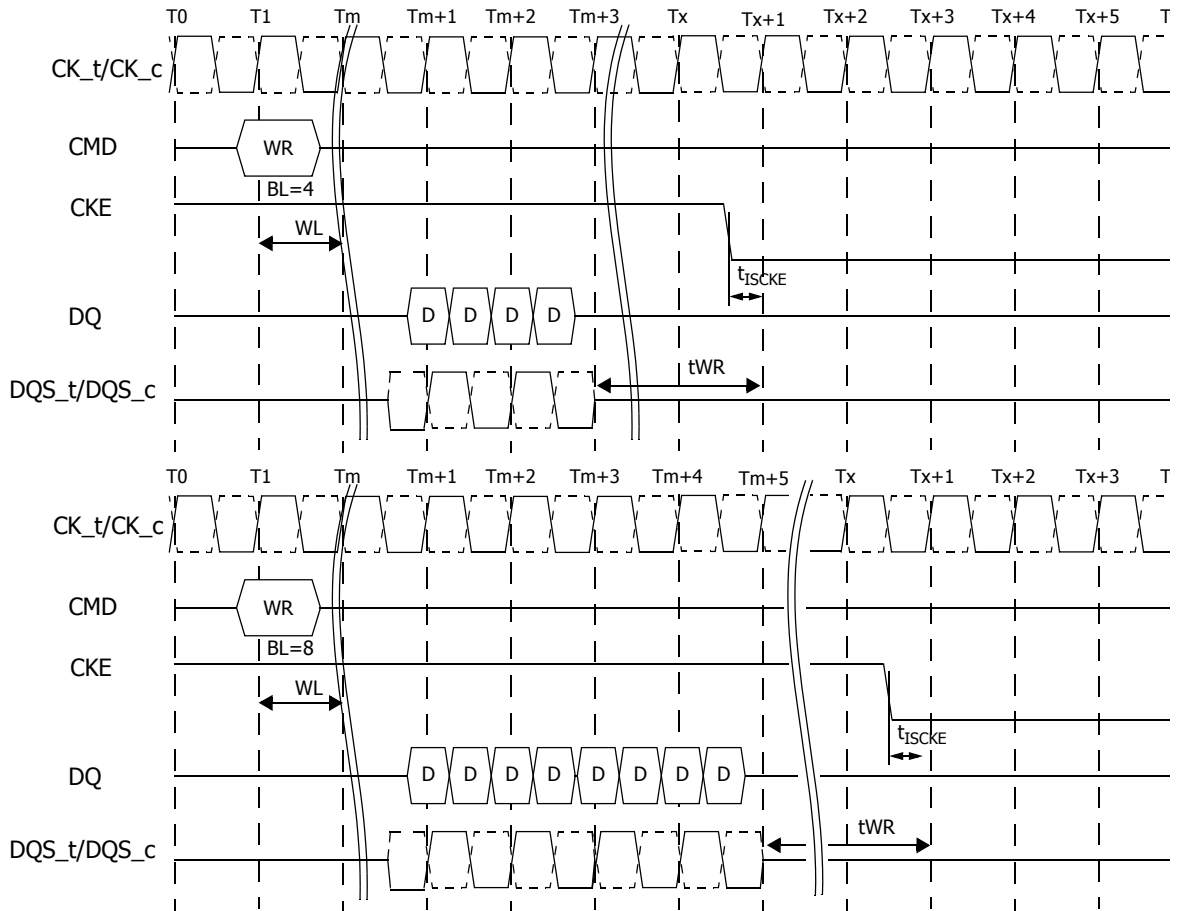 T0 T1 Tm Tm+1 Tm+2 Tm+3 Tx Tx+1 Tx+2 Tx+3 Tx+4 Tx+5 T
CK_t/CK_c
CMD WR
BL=4
CKE
WL
tISCKE
DQ D D D D
tWR
DQS_t/DQS_c
T0 T1 Tm Tm+1 Tm+2 Tm+3 Tm+4 Tm+5 Tx Tx+1 Tx+2 Tx+3 T
CK_t/CK_c
CMD WR
BL=8
CKE
WL
tISCKE
DQ D D D D D D D D
tWR
DQS_t/DQS_c